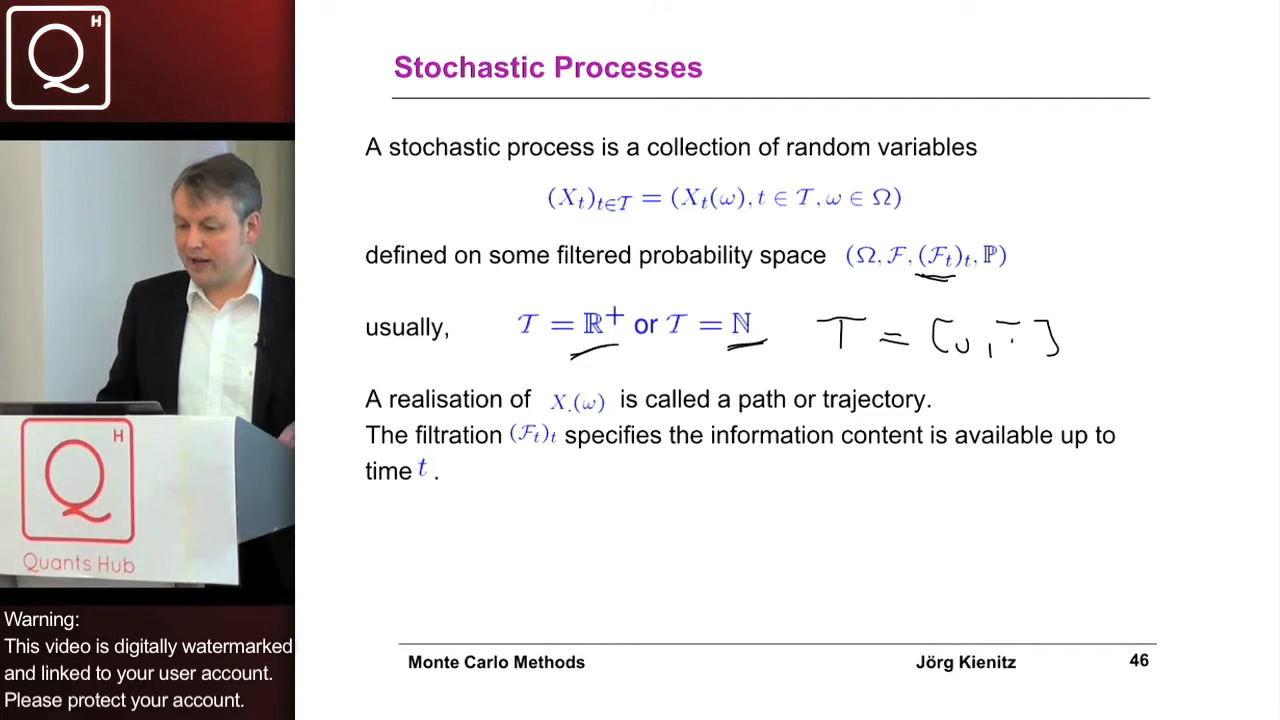 Q H
Stochastic Processes
A stochastic process is a collection of random variables
(X_t)_{t∈𝒯} = (X_t(ω), t ∈ 𝒯, ω ∈ Ω)
defined on some filtered probability space (Ω, ℱ, (ℱ_t)_t, ℙ)
usually, 𝒯 = ℝ⁺ or 𝒯 = ℕ T = [0, T]
A realisation of X.(ω) is called a path or trajectory.
The filtration (ℱ_t)_t specifies the information content is available up to
time t .
Q H
Quants Hub
Warning:
This video is digitally watermarked
and linked to your user account.
Please protect your account.
Monte Carlo Methods Jörg Kienitz 46